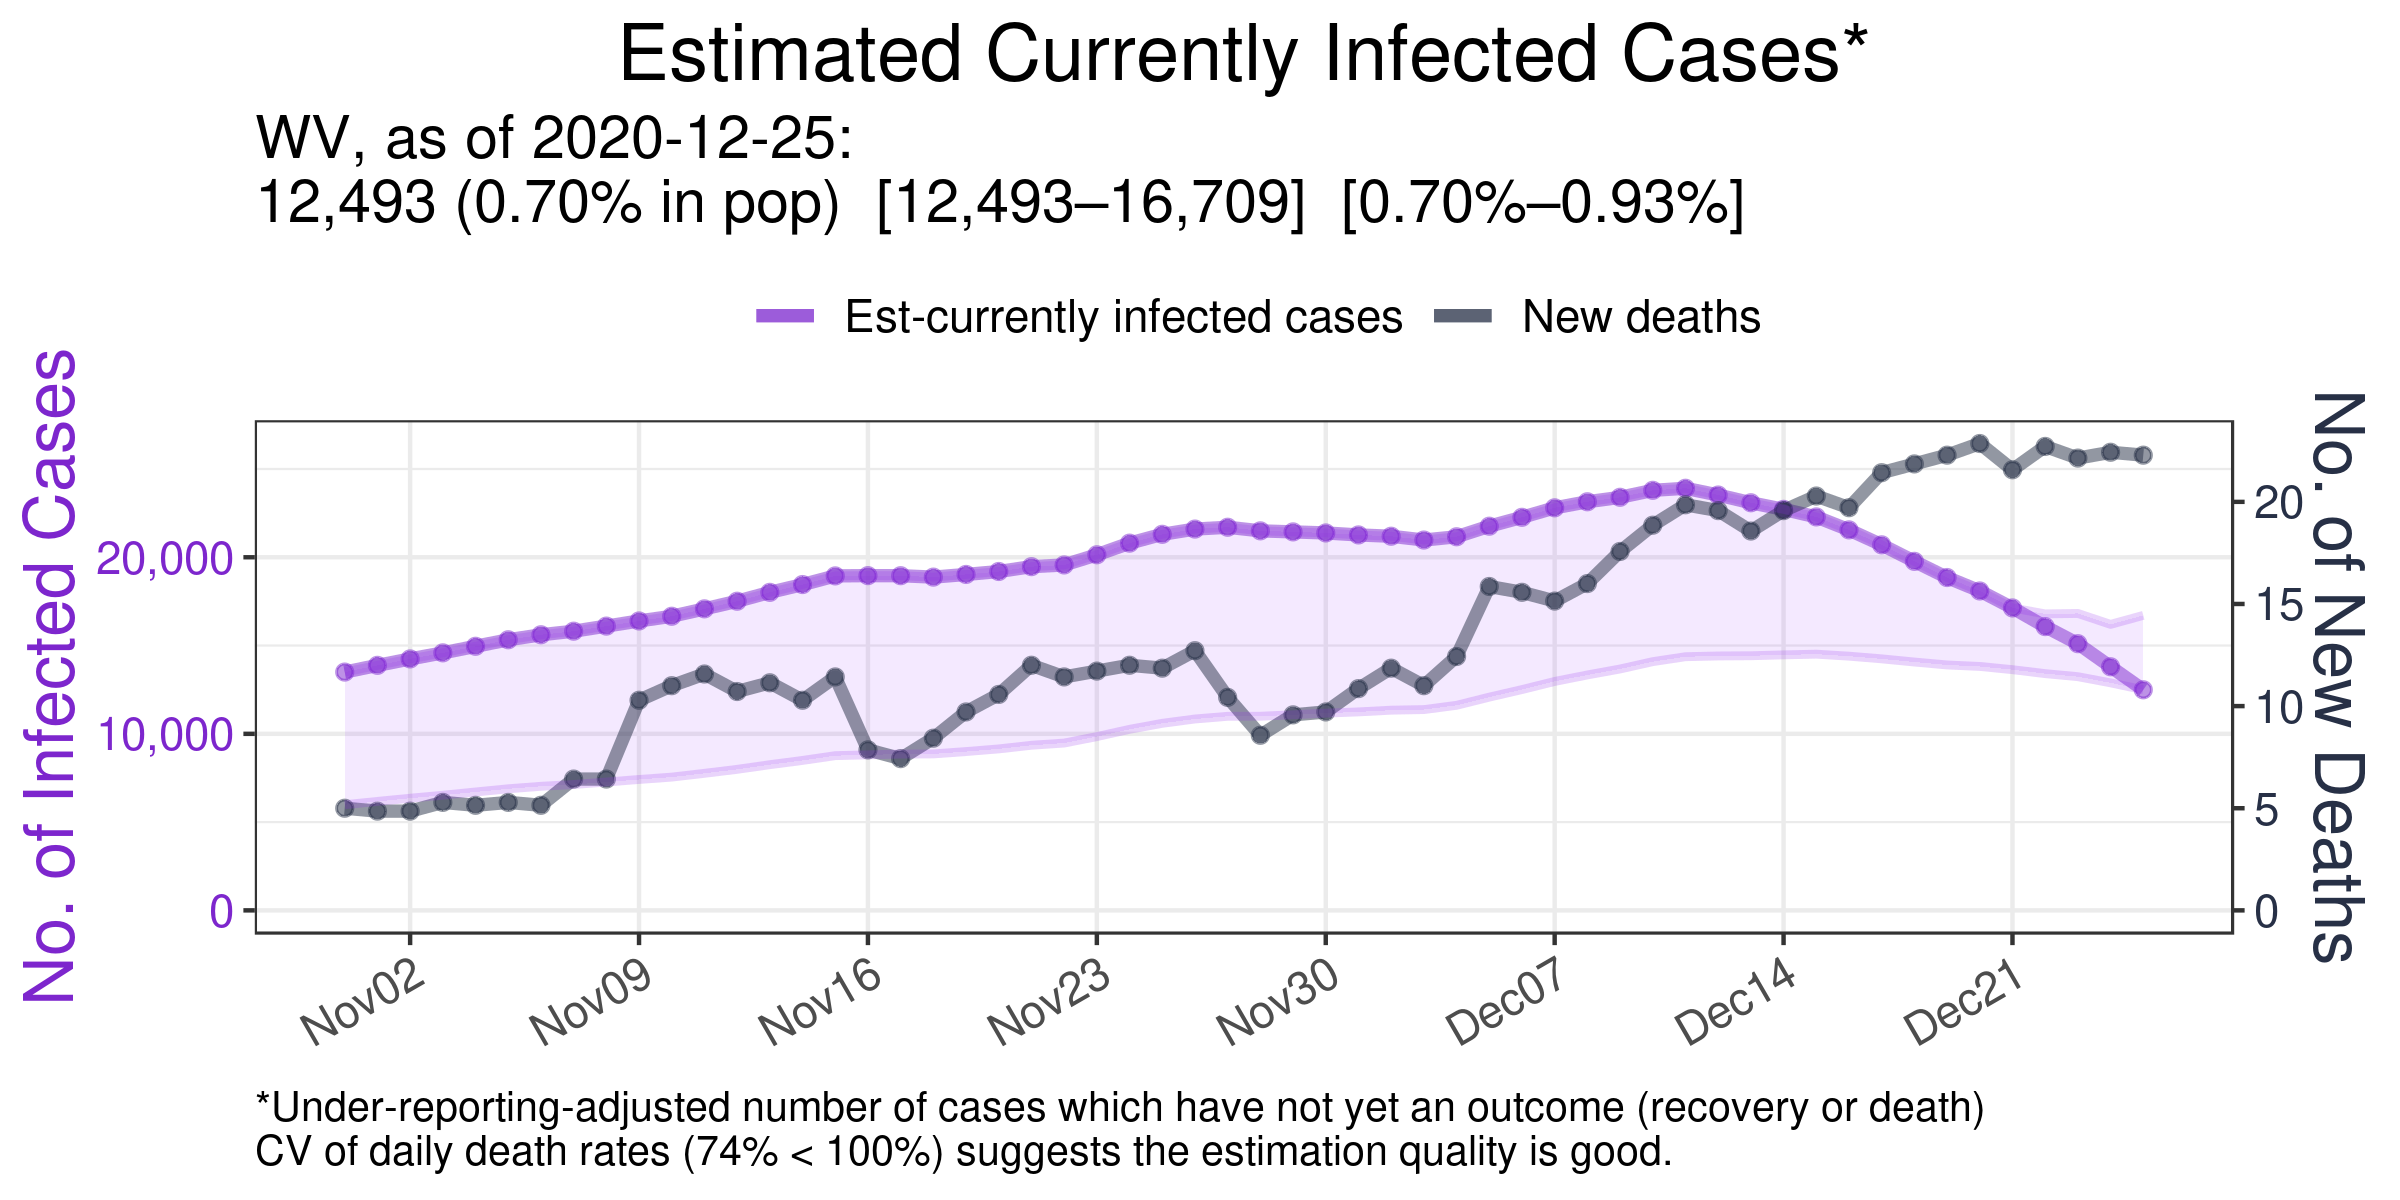 Estimated Currently Infected Cases*
WV, as of 2020-12-25:
12,493 (0.70% in pop)  [12,493–16,709]  [0.70%–0.93%]
Est-currently infected cases
New deaths
No. of Infected Cases
20,000
10,000
0
No. of New Deaths
20
15
10
5
0
Nov02
Nov09
Nov16
Nov23
Nov30
Dec07
Dec14
Dec21
*Under-reporting-adjusted number of cases which have not yet an outcome (recovery or death)
CV of daily death rates (74% < 100%) suggests the estimation quality is good.